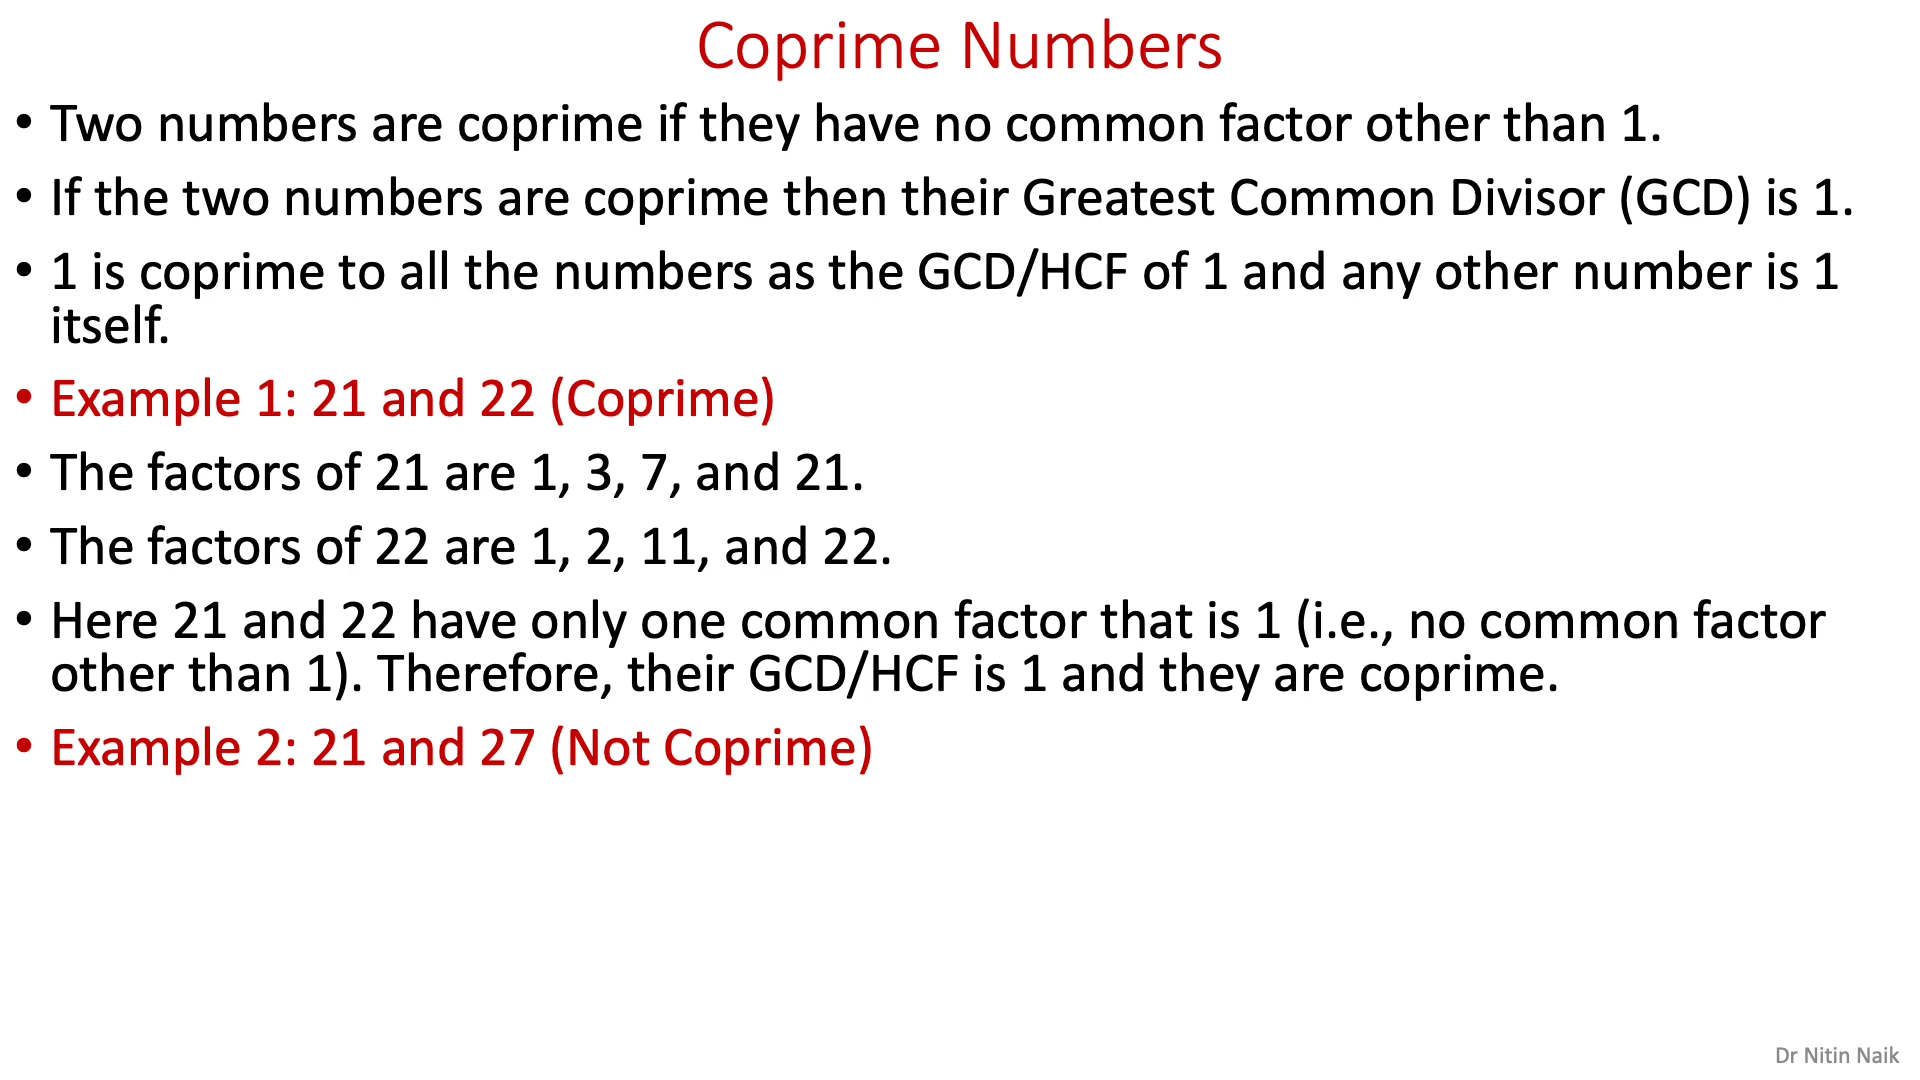 Coprime Numbers
• Two numbers are coprime if they have no common factor other than 1.
• If the two numbers are coprime then their Greatest Common Divisor (GCD) is 1.
• 1 is coprime to all the numbers as the GCD/HCF of 1 and any other number is 1
itself.
• Example 1: 21 and 22 (Coprime)
• The factors of 21 are 1, 3, 7, and 21.
• The factors of 22 are 1, 2, 11, and 22.
• Here 21 and 22 have only one common factor that is 1 (i.e., no common factor
other than 1). Therefore, their GCD/HCF is 1 and they are coprime.
• Example 2: 21 and 27 (Not Coprime)
Dr Nitin Naik